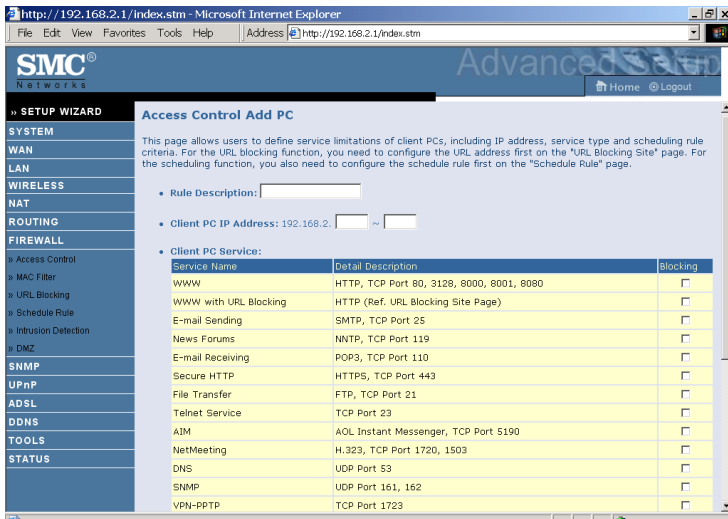 http://192.168.2.1/index.stm - Microsoft Internet Explorer
File Edit View Favorites Tools Help Address http://192.168.2.1/index.stm
SMC®
Networks
Advanced Setup
Home Logout
» SETUP WIZARD
SYSTEM
WAN
LAN
WIRELESS
NAT
ROUTING
FIREWALL
» Access Control
» MAC Filter
» URL Blocking
» Schedule Rule
» Intrusion Detection
» DMZ
SNMP
UPnP
ADSL
DDNS
TOOLS
STATUS
Access Control Add PC
This page allows users to define service limitations of client PCs, including IP address, service type and scheduling rule
criteria. For the URL blocking function, you need to configure the URL address first on the "URL Blocking Site" page. For
the scheduling function, you also need to configure the schedule rule first on the "Schedule Rule" page.
• Rule Description:
• Client PC IP Address: 192.168.2. ~
• Client PC Service:
Service Name Detail Description Blocking
WWW HTTP, TCP Port 80, 3128, 8000, 8001, 8080
WWW with URL Blocking HTTP (Ref. URL Blocking Site Page)
E-mail Sending SMTP, TCP Port 25
News Forums NNTP, TCP Port 119
E-mail Receiving POP3, TCP Port 110
Secure HTTP HTTPS, TCP Port 443
File Transfer FTP, TCP Port 21
Telnet Service TCP Port 23
AIM AOL Instant Messenger, TCP Port 5190
NetMeeting H.323, TCP Port 1720, 1503
DNS UDP Port 53
SNMP UDP Port 161, 162
VPN-PPTP TCP Port 1723